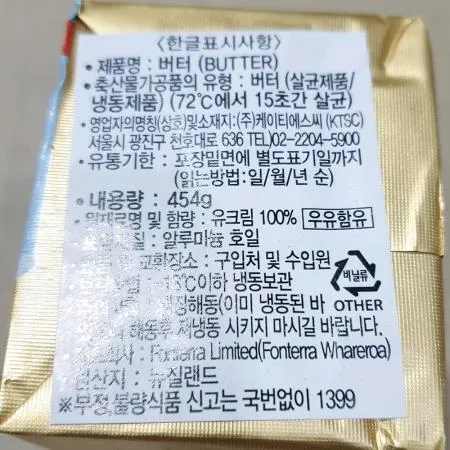 <한글표시사항>
• 제품명 : 버터 (BUTTER)
• 축산물가공품의 유형 : 버터 (살균제품/
냉동제품) (72℃에서 15초간 살균)
• 영업자의명칭(상호)및소재지:(주)케이티에스씨 (KTSC)
서울시 광진구 천호대로 636 TEL)02-2204-5900
• 유통기한 : 포장밑면에 별도표기일까지
(읽는방법:일/월/년 순)
• 내용량 : 454g
• 원재료명 및 함량 : 유크림 100% 우유함유
: 알루미늄 호일
및 교환장소 : 구입처 및 수입원
이하 냉동보관
비닐류
OTHER
(이미 냉동된 바
해동후 재냉동 시키지 마시길 바랍니다.
: Fonterra Limited(Fonterra Whareroa)
원산지 : 뉴질랜드
※부정,불량식품 신고는 국번없이 1399